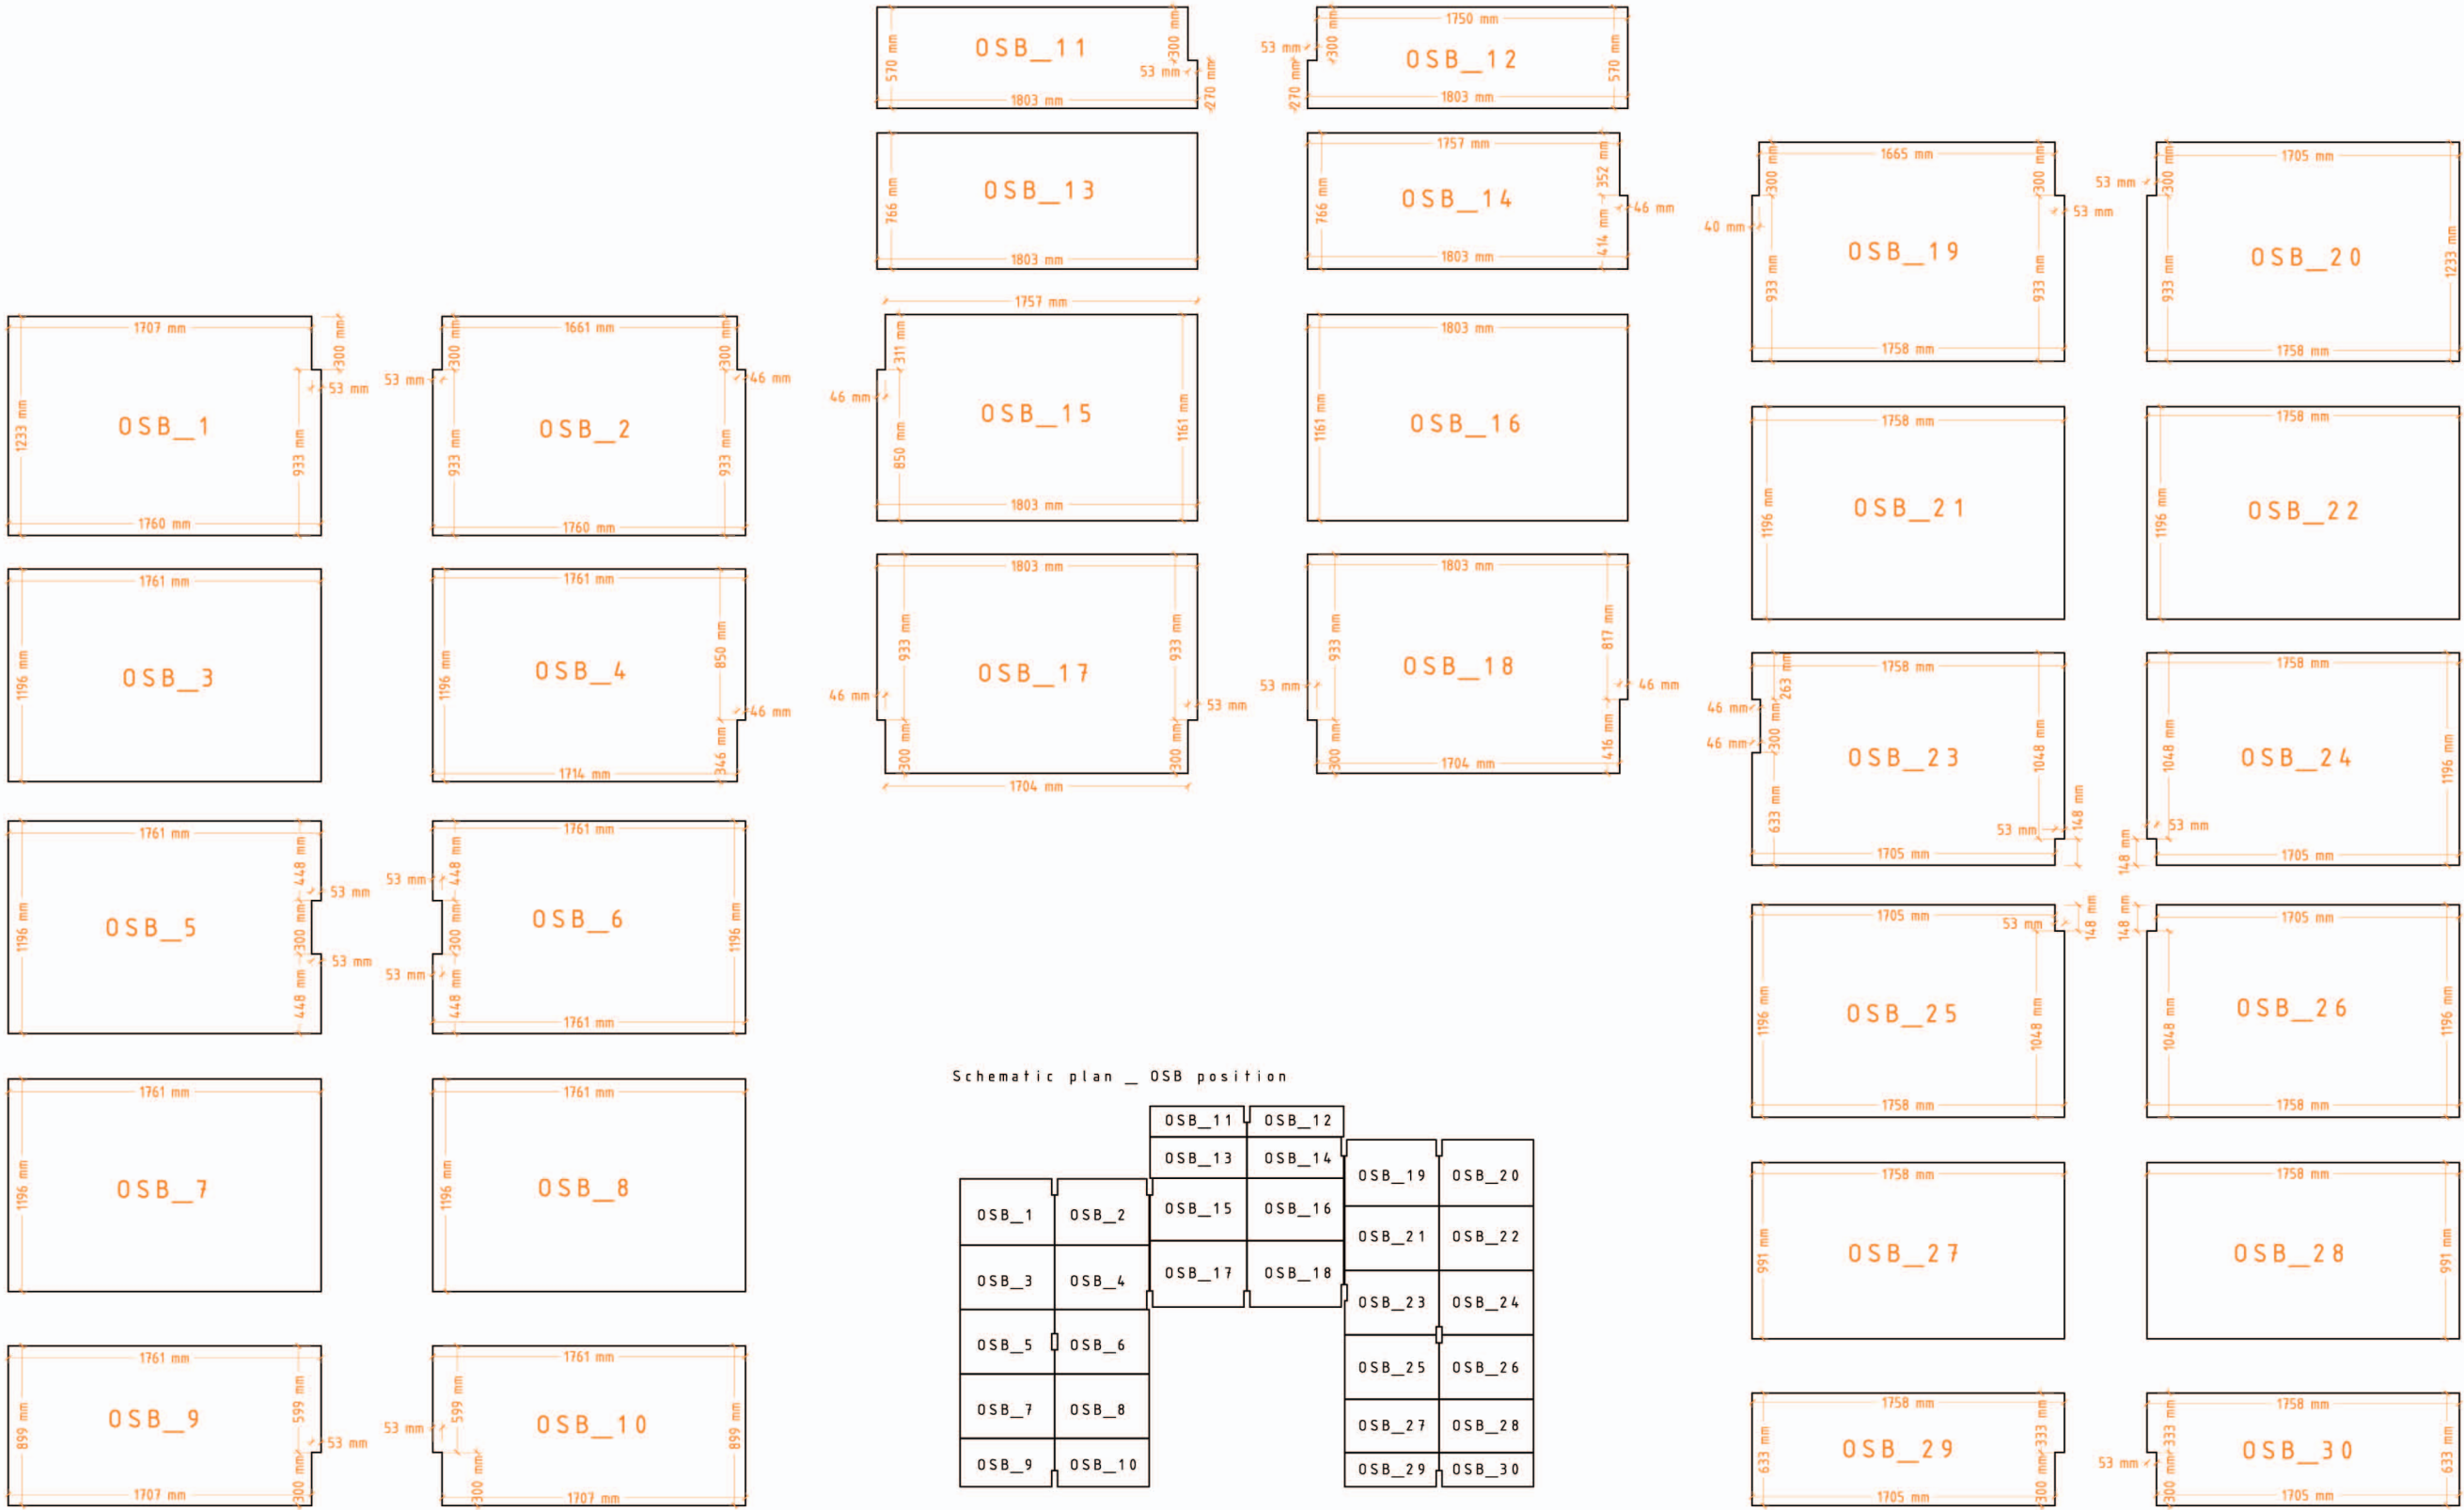 OSB_11
570 mm
300 mm
53 mm
270 mm
1803 mm
1750 mm
53 mm
300 mm
OSB_12
570 mm
270 mm
1803 mm
766 mm
OSB_13
1803 mm
1757 mm
766 mm
352 mm
OSB_14
46 mm
414 mm
1803 mm
1665 mm
300 mm
300 mm
40 mm
53 mm
OSB_19
933 mm
933 mm
1758 mm
1705 mm
53 mm
300 mm
OSB_20
933 mm
1233 mm
1758 mm
1707 mm
300 mm
53 mm
OSB_1
1233 mm
933 mm
1760 mm
1661 mm
300 mm
300 mm
53 mm
46 mm
OSB_2
933 mm
933 mm
1760 mm
1757 mm
311 mm
46 mm
OSB_15
850 mm
1161 mm
1803 mm
1803 mm
OSB_16
1161 mm
1758 mm
OSB_21
1196 mm
1758 mm
OSB_22
1196 mm
1761 mm
OSB_3
1196 mm
1761 mm
850 mm
OSB_4
1196 mm
46 mm
346 mm
1714 mm
1803 mm
933 mm
933 mm
OSB_17
46 mm
53 mm
300 mm
300 mm
1704 mm
1803 mm
933 mm
817 mm
OSB_18
53 mm
46 mm
300 mm
416 mm
1704 mm
1758 mm
263 mm
46 mm
46 mm
300 mm
OSB_23
1048 mm
633 mm
53 mm
148 mm
1705 mm
1758 mm
1048 mm
OSB_24
1196 mm
53 mm
148 mm
1705 mm
1761 mm
448 mm
53 mm
OSB_5
1196 mm
300 mm
53 mm
448 mm
1761 mm
448 mm
53 mm
OSB_6
300 mm
1196 mm
53 mm
448 mm
1761 mm
1705 mm
53 mm
148 mm
OSB_25
1196 mm
1048 mm
1758 mm
148 mm
1705 mm
OSB_26
1048 mm
1196 mm
1758 mm
1761 mm
OSB_7
1196 mm
1761 mm
OSB_8
1196 mm
1758 mm
OSB_27
991 mm
1758 mm
OSB_28
991 mm
1761 mm
599 mm
OSB_9
899 mm
53 mm
300 mm
1707 mm
1761 mm
599 mm
OSB_10
53 mm
899 mm
300 mm
1707 mm
1758 mm
333 mm
OSB_29
633 mm
300 mm
1705 mm
1758 mm
333 mm
OSB_30
53 mm
633 mm
300 mm
1705 mm
Schematic plan _ OSB position
OSB_11 OSB_12
OSB_13 OSB_14
OSB_19 OSB_20
OSB_1 OSB_2
OSB_15 OSB_16
OSB_21 OSB_22
OSB_3 OSB_4
OSB_17 OSB_18
OSB_23 OSB_24
OSB_5 OSB_6
OSB_25 OSB_26
OSB_7 OSB_8
OSB_27 OSB_28
OSB_9 OSB_10
OSB_29 OSB_30